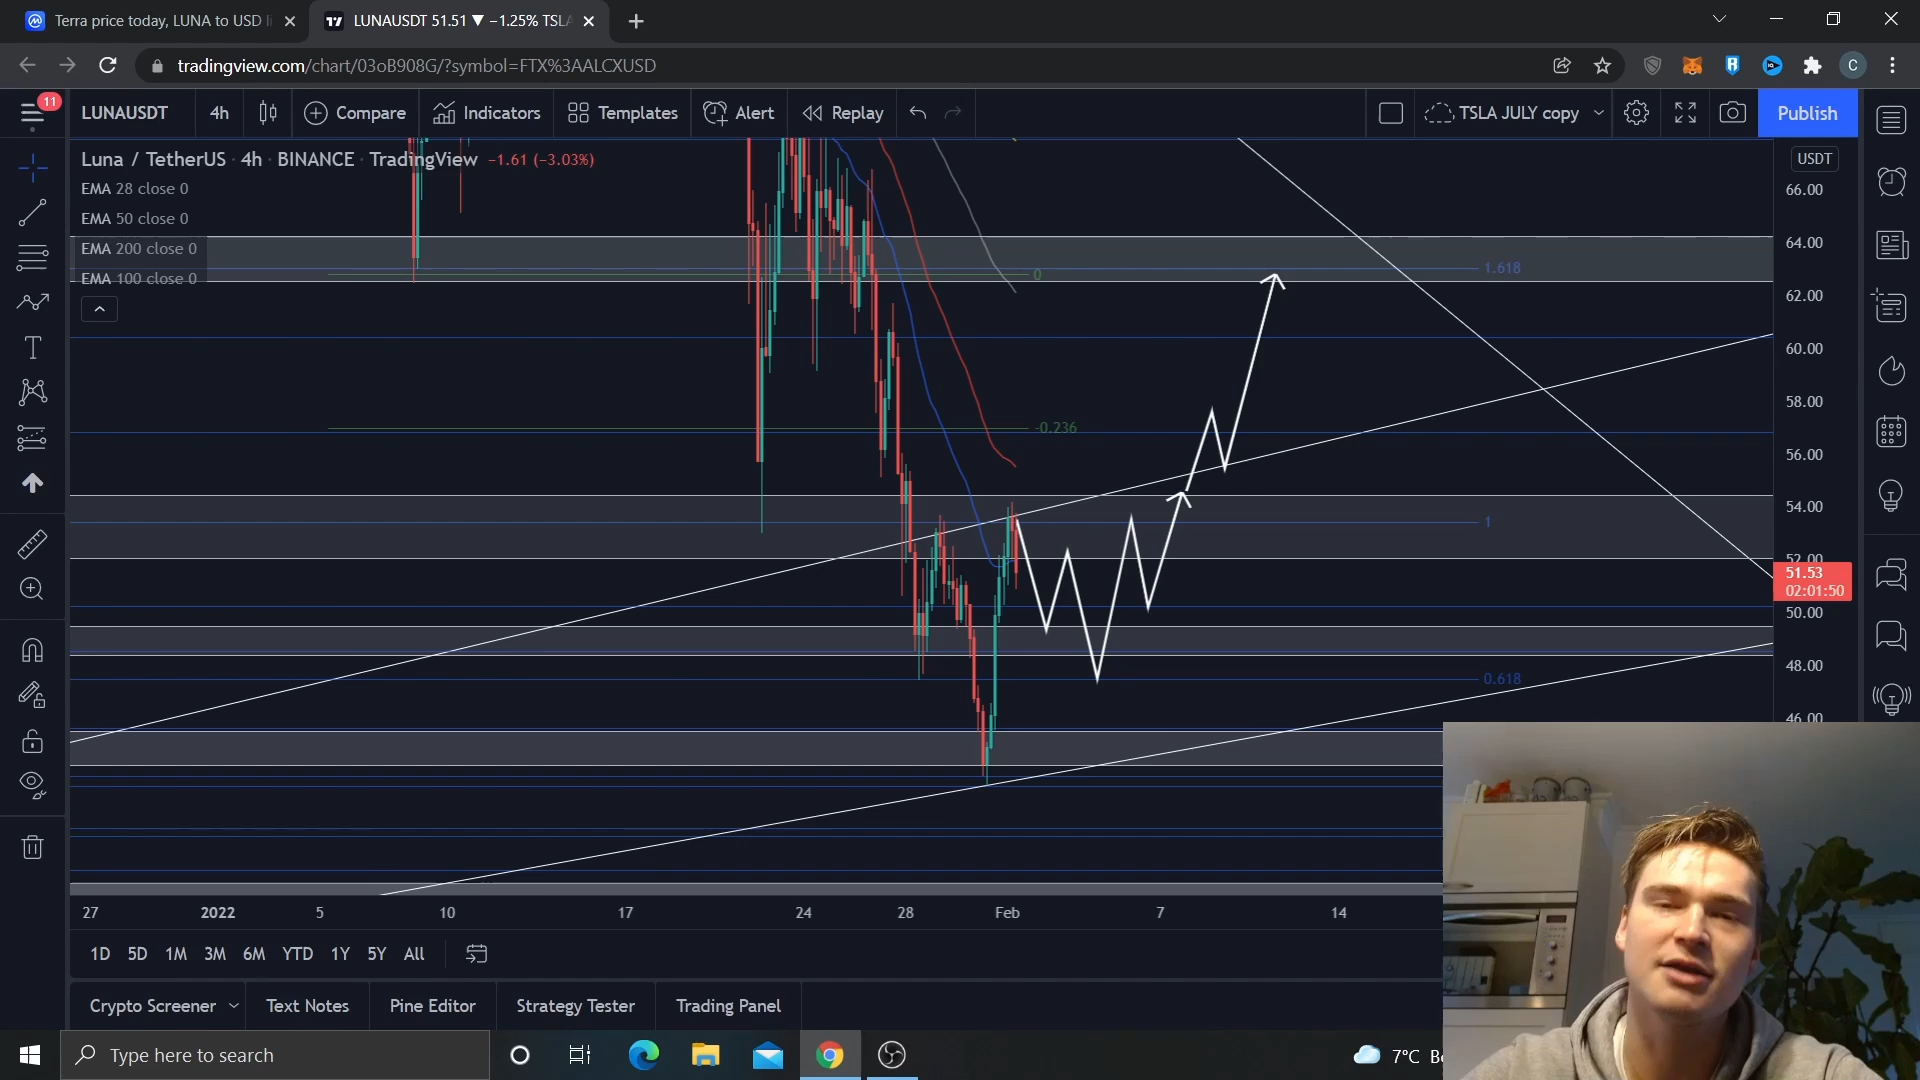 Terra price today, LUNA to USD li
LUNAUSDT 51.51 ▼ −1.25% TSLA
tradingview.com/chart/03oB908G/?symbol=FTX%3AALCXUSD
C
11
LUNAUSDT
4h
Compare
Indicators
Templates
Alert
Replay
TSLA JULY copy
Publish
Luna / TetherUS · 4h · BINANCE · TradingView −1.61 (−3.03%)
USDT
EMA 28 close 0
EMA 50 close 0
EMA 200 close 0
EMA 100 close 0
66.00
64.00
62.00
60.00
58.00
56.00
54.00
52.00
51.53
02:01:50
50.00
48.00
46.00
1.618
0
-0.236
1
0.618
27
2022
5
10
17
24
28
Feb
7
14
1D 5D 1M 3M 6M YTD 1Y 5Y All
Crypto Screener
Text Notes
Pine Editor
Strategy Tester
Trading Panel
Type here to search
7°C